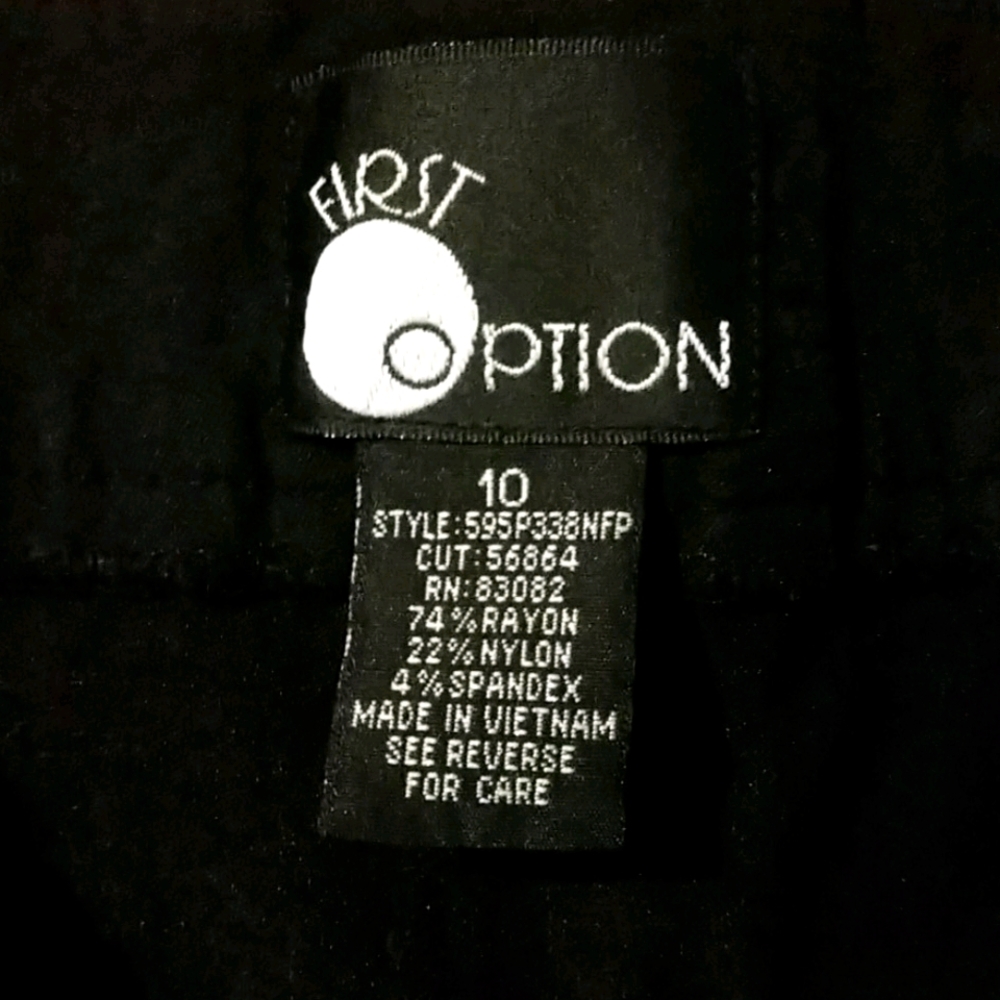 FIRST
OPTION
10
STYLE:595P338NFP
CUT:56864
RN:83082
74%RAYON
22%NYLON
4%SPANDEX
MADE IN VIETNAM
SEE REVERSE
FOR CARE